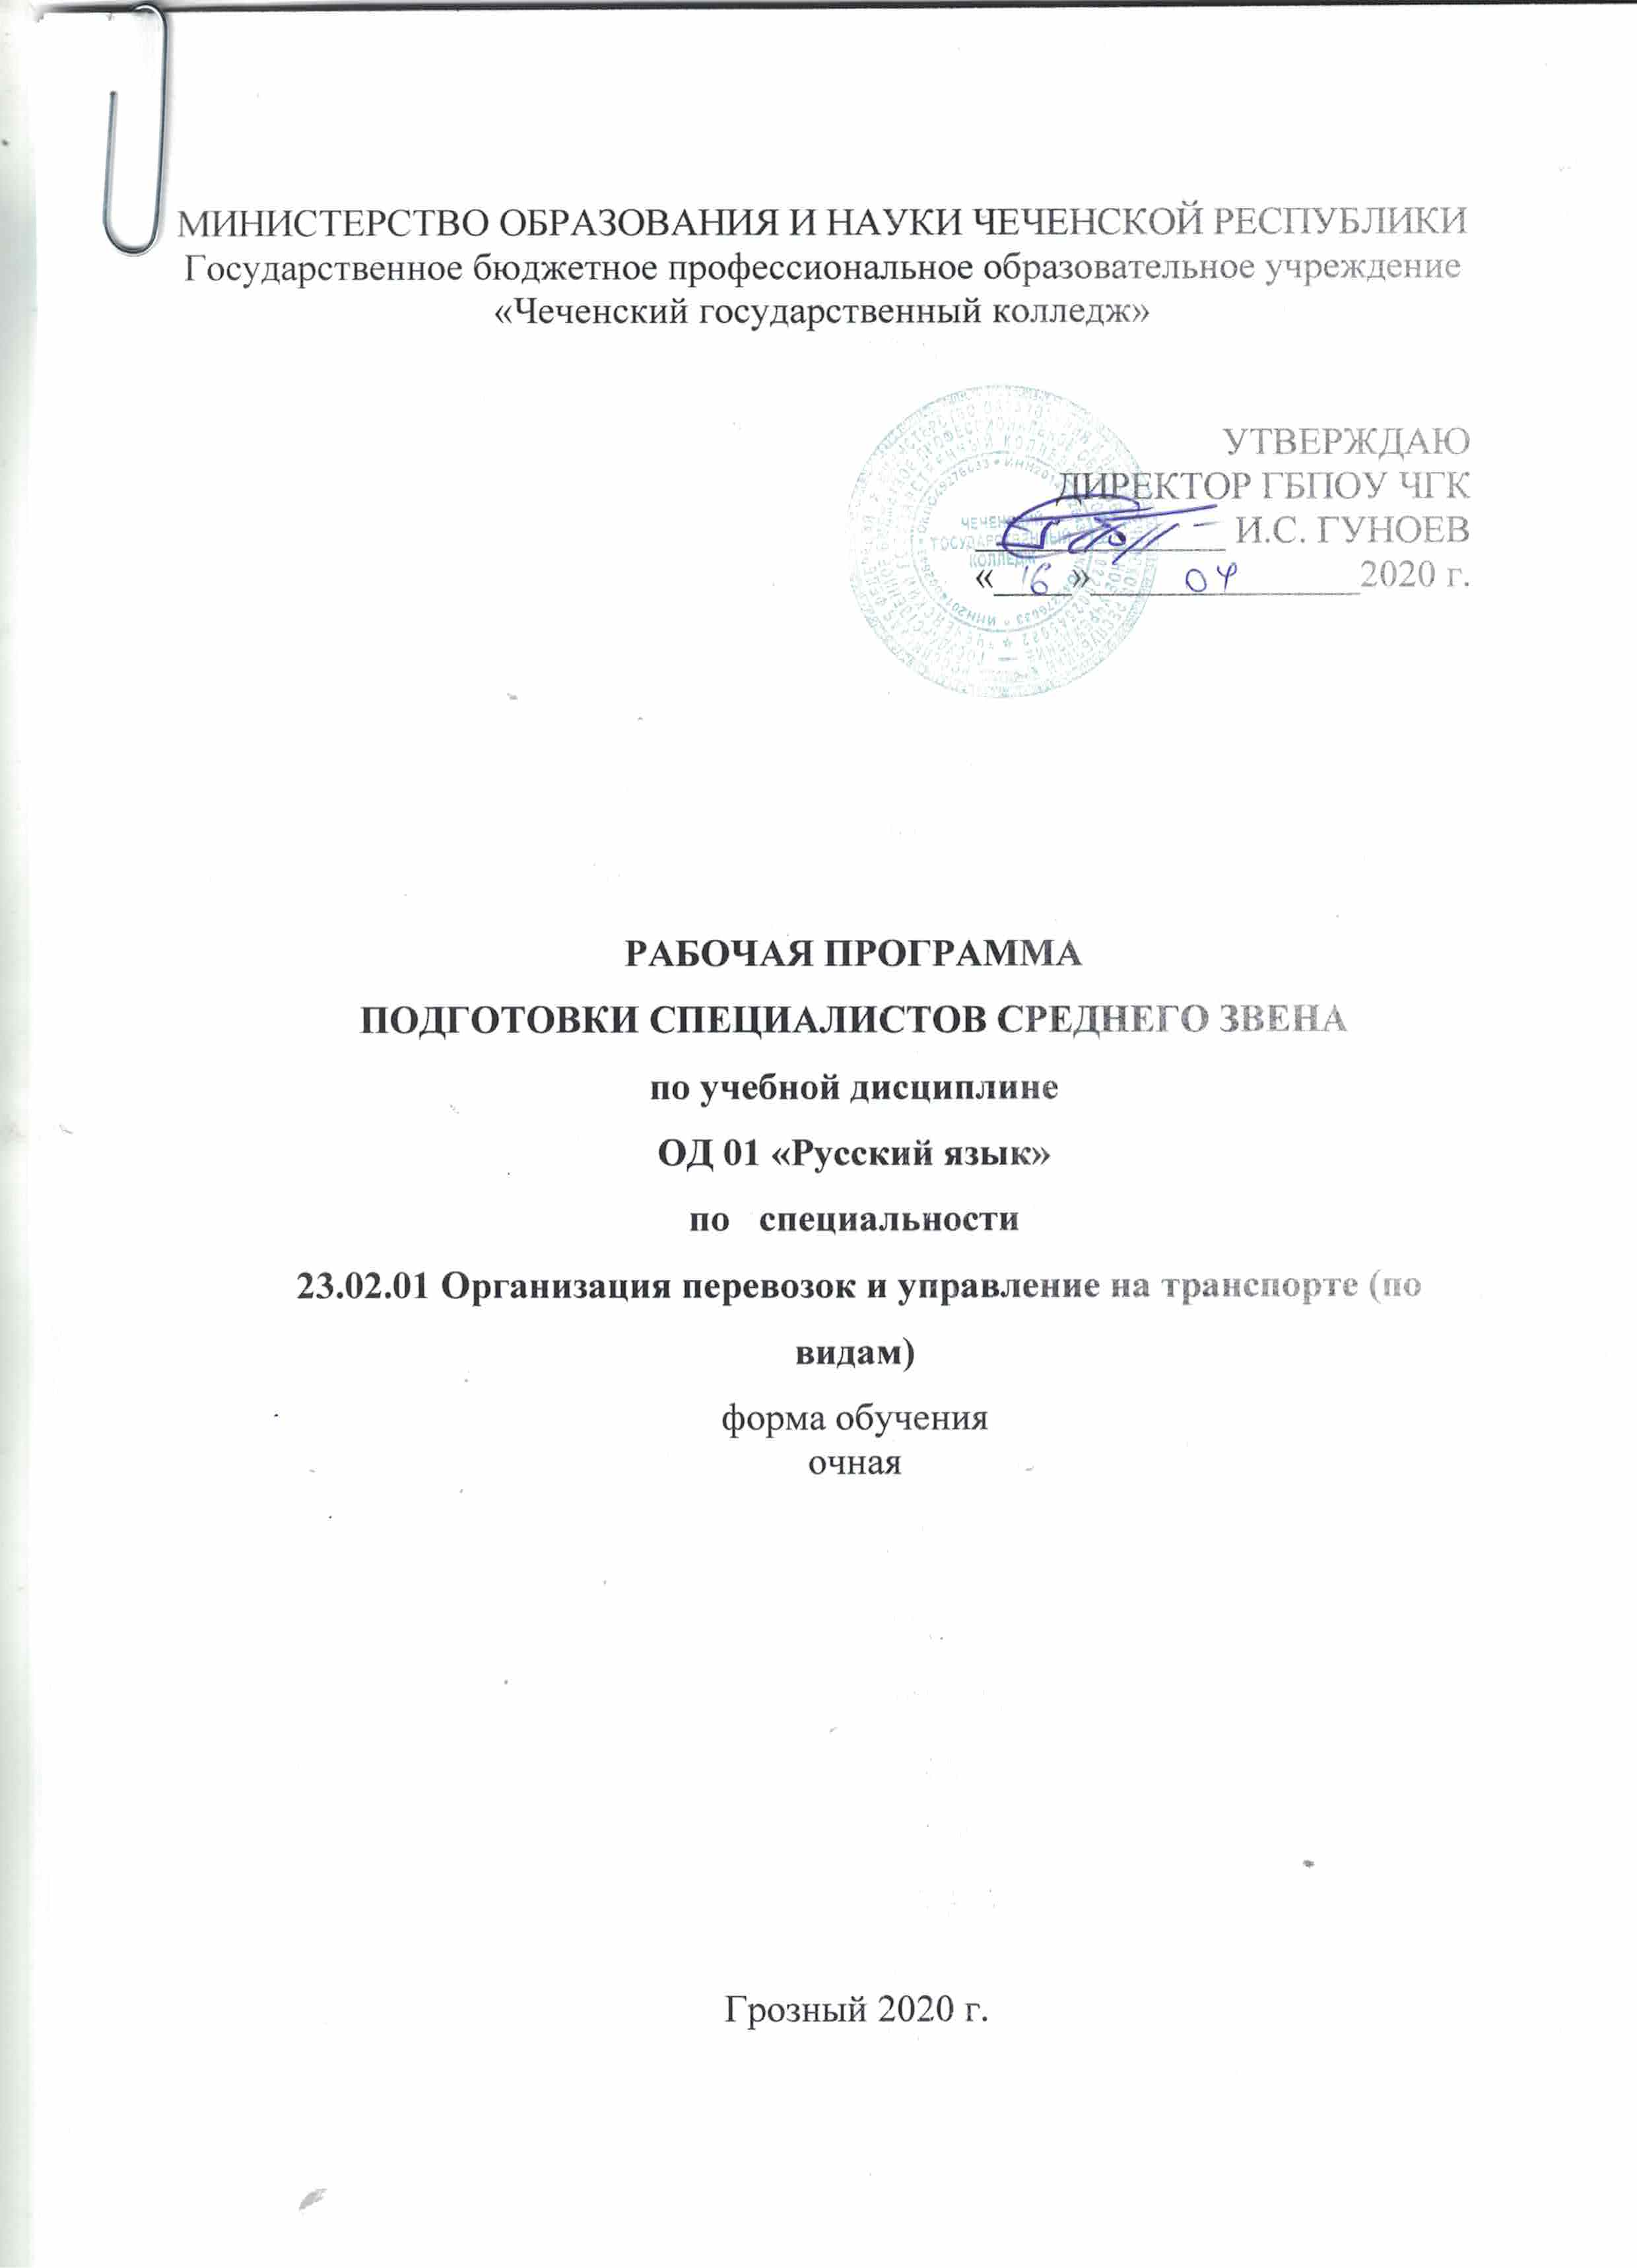 МИНИСТЕРСТВО ОБРАЗОВАНИЯ И НАУКИ ЧЕЧЕНСКОЙ РЕСПУБЛИКИ
Государственное бюджетное профессиональное образовательное учреждение
«Чеченский государственный колледж»
УТВЕРЖДАЮ
ДИРЕКТОР ГБПОУ ЧГК
И.С. ГУНОЕВ
«16» 04 2020 г.
РАБОЧАЯ ПРОГРАММА
ПОДГОТОВКИ СПЕЦИАЛИСТОВ СРЕДНЕГО ЗВЕНА
по учебной дисциплине
ОД 01 «Русский язык»
по специальности
23.02.01 Организация перевозок и управление на транспорте (по
видам)
форма обучения
очная
Грозный 2020 г.